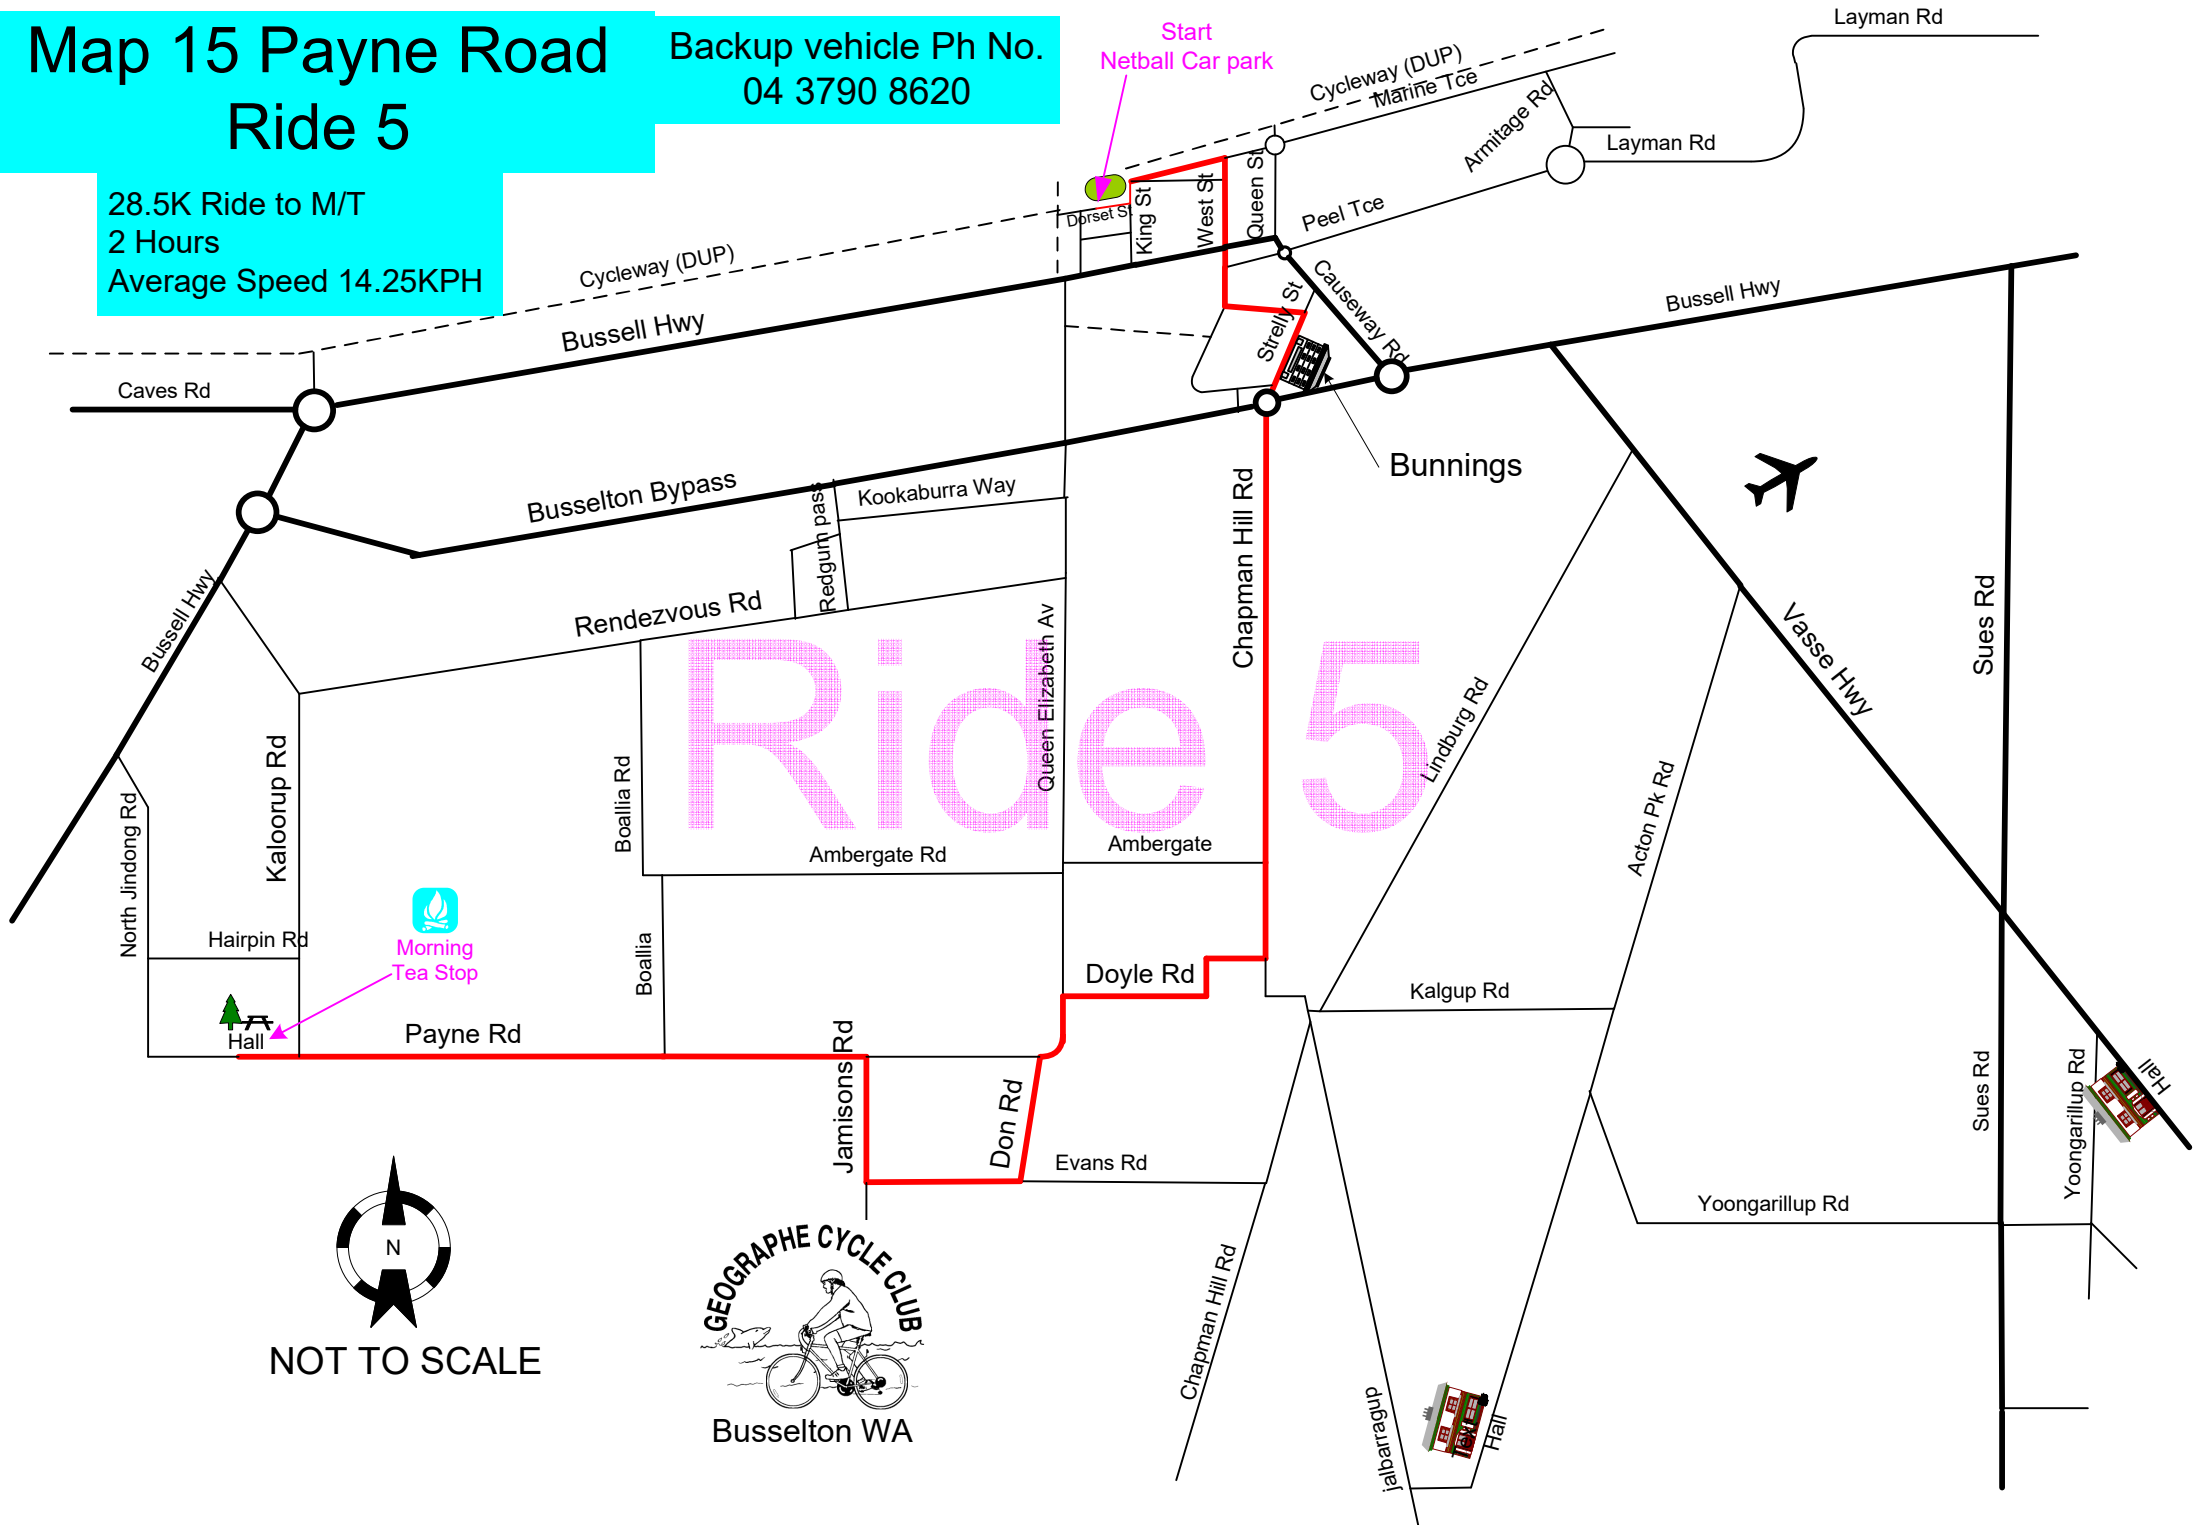 Map 15 Payne Road
Ride 5
Backup vehicle Ph No.
04 3790 8620
28.5K Ride to M/T
2 Hours
Average Speed 14.25KPH
Start
Netball Car park
Layman Rd
Cycleway (DUP)
Marine Tce
Armitage Rd
Layman Rd
Dorset St
King St
West St
Queen St
Peel Tce
Cycleway (DUP)
Bussell Hwy
Causeway Rd
Strelly St
Bussell Hwy
Caves Rd
Bunnings
Busselton Bypass
Kookaburra Way
Redgum pass
Chapman Hill Rd
Bussell Hwy
Rendezvous Rd
Queen Elizabeth Av
Ride 5
Sues Rd
Vasse Hwy
Lindburg Rd
Acton Pk Rd
Kaloorup Rd
Boallia Rd
North Jindong Rd
Ambergate Rd
Ambergate
Hairpin Rd
Morning
Tea Stop
Boallia
Doyle Rd
Kalgup Rd
Hall
Payne Rd
Jamisons Rd
Don Rd
Evans Rd
Sues Rd
Yoongarillup Rd
Hall
Yoongarillup Rd
N
NOT TO SCALE
GEOGRAPHE CYCLE CLUB
Busselton WA
Chapman Hill Rd
jalbarragup
Text
Hall